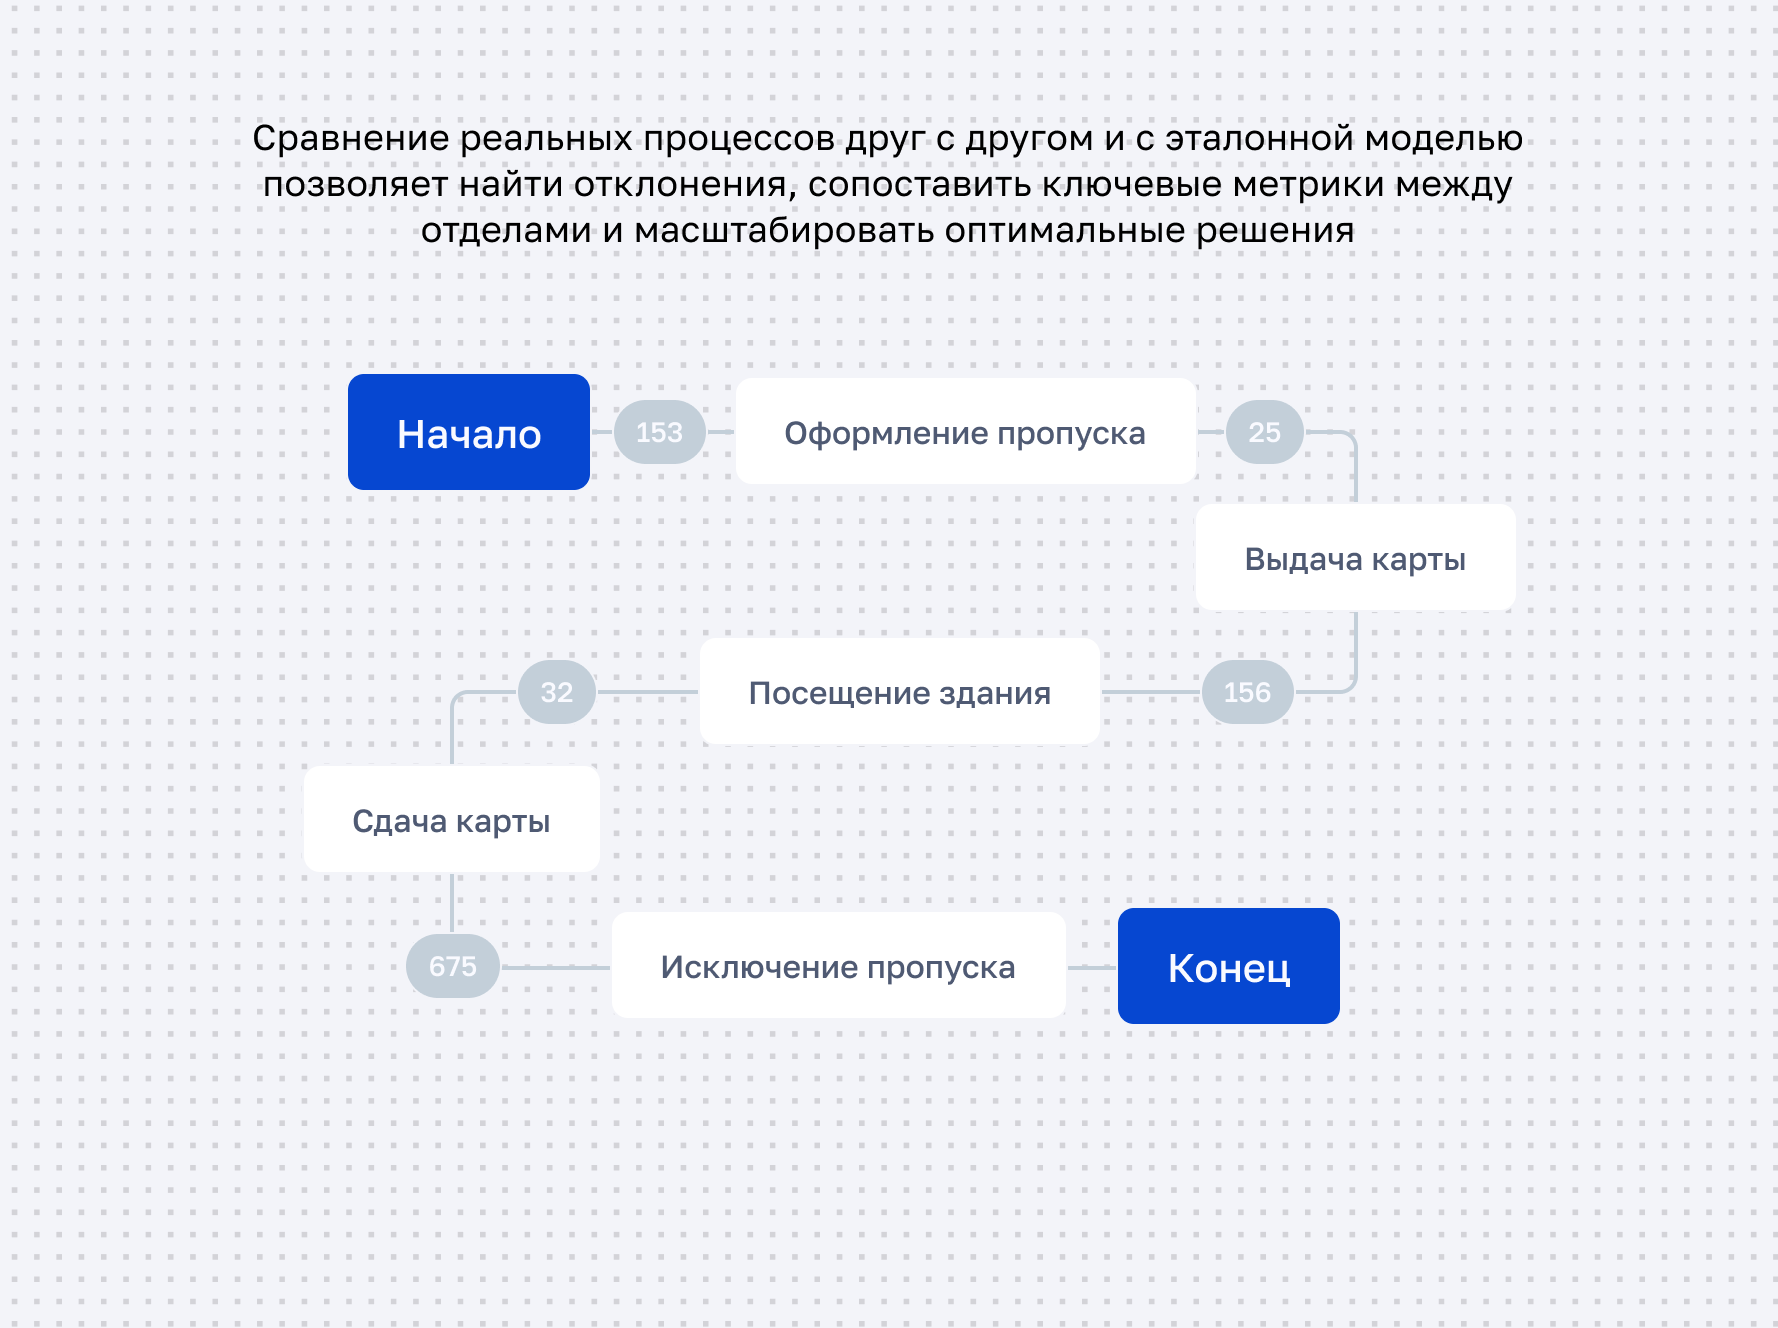 Сравнение реальных процессов друг с другом и с эталонной моделью
позволяет найти отклонения, сопоставить ключевые метрики между
отделами и масштабировать оптимальные решения
Начало
153
Оформление пропуска
25
Выдача карты
156
Посещение здания
32
Сдача карты
675
Исключение пропуска
Конец